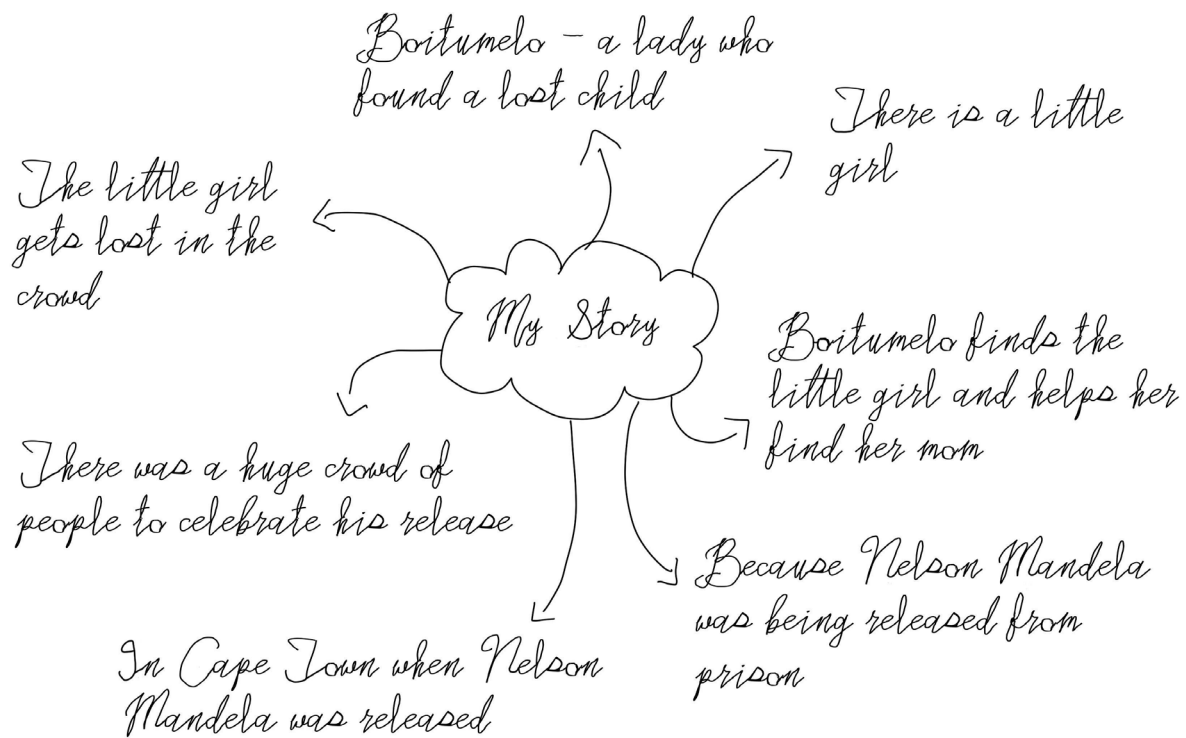 Boitumelo – a lady who
found a lost child
There is a little
girl
The little girl
gets lost in the
crowd
My Story
Boitumelo finds the
little girl and helps her
find her mom
There was a huge crowd of
people to celebrate his release
Because Nelson Mandela
was being released from
prison
In Cape Town when Nelson
Mandela was released